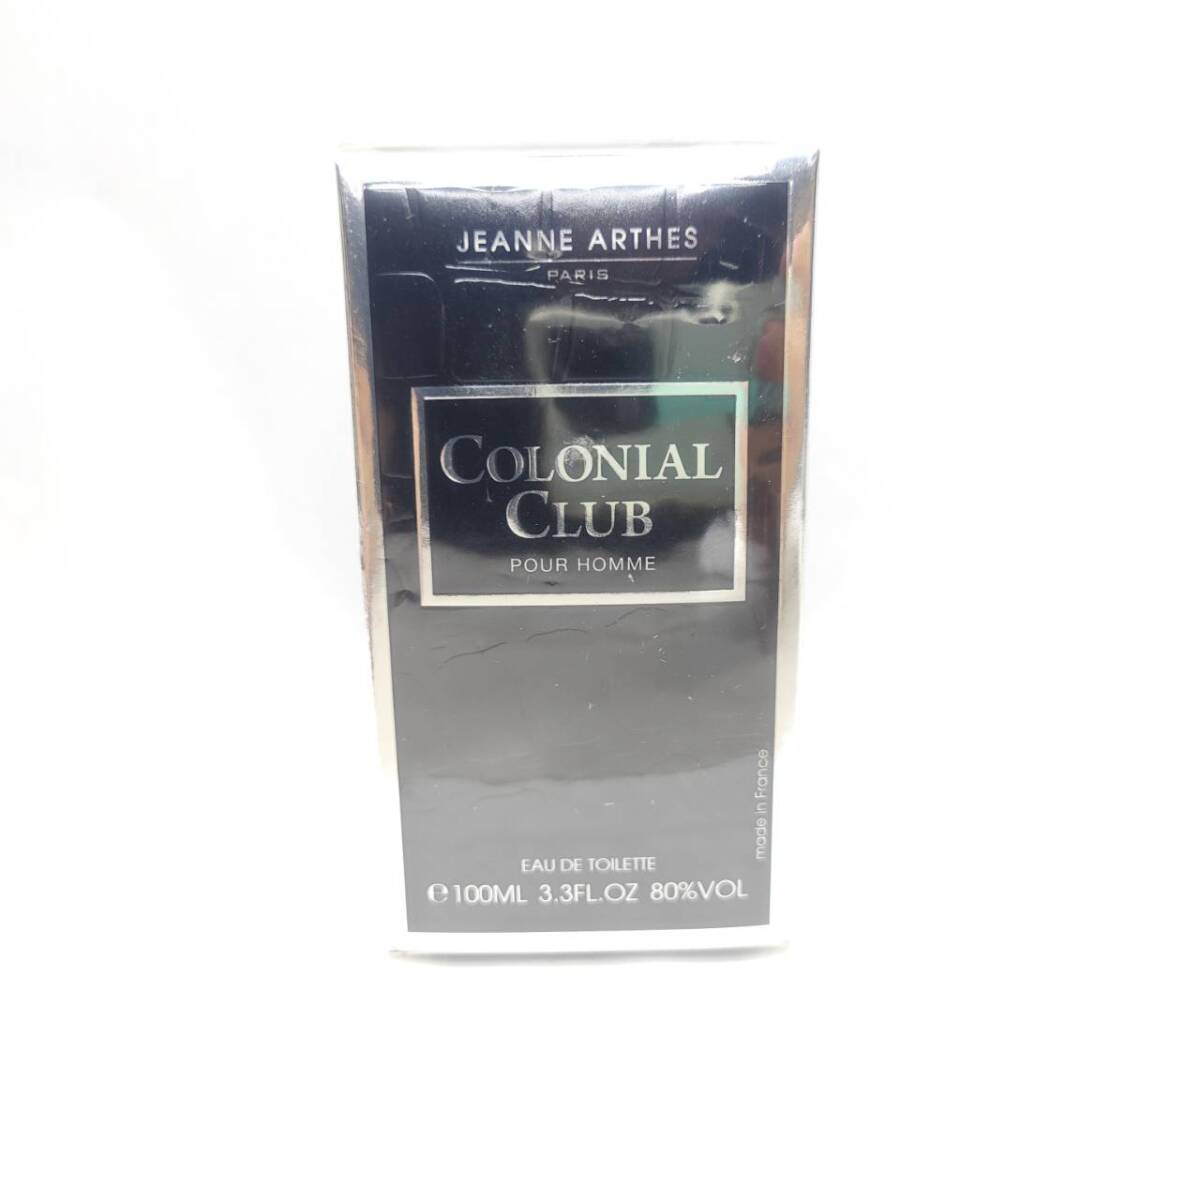 JEANNE ARTHES
PARIS
COLONIAL
CLUB
POUR HOMME
made in France
EAU DE TOILETTE
℮100ML 3.3FL.OZ 80%VOL